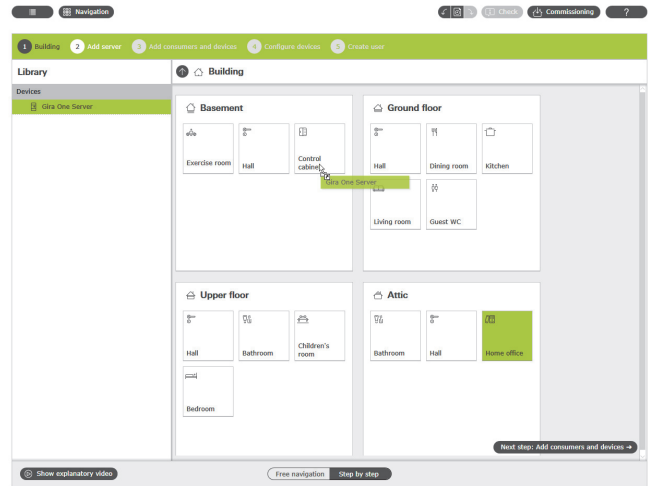 Navigation
Check
Commissioning
?
1 Building
2 Add server
3 Add consumers and devices
4 Configure devices
5 Create user
Library
Building
Devices
Gira One Server
Basement
Exercise room
Hall
Control
cabinet
Gira One Server
Ground floor
Hall
Dining room
Kitchen
Living room
Guest WC
Upper floor
Hall
Bathroom
Children's
room
Bedroom
Attic
Bathroom
Hall
Home office
Next step: Add consumers and devices →
Show explanatory video
Free navigation
Step by step